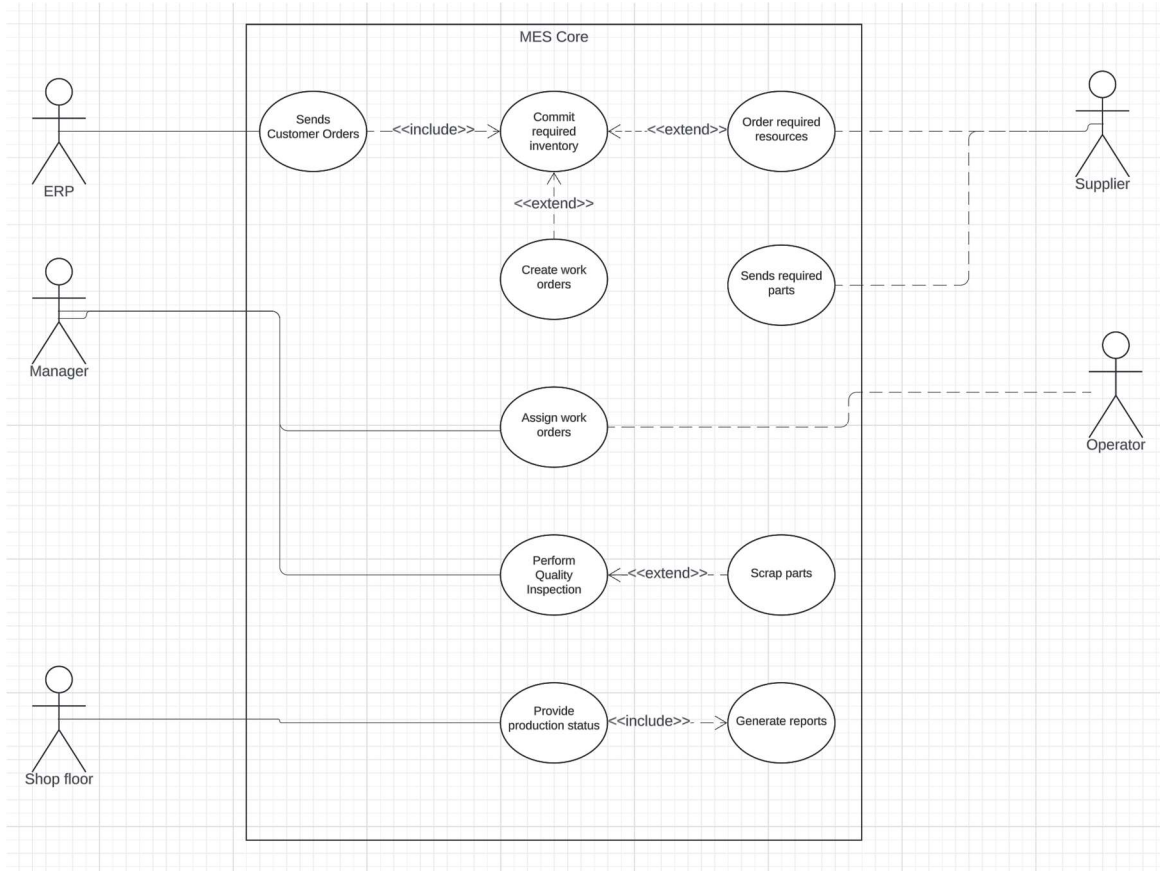 MES Core
Sends
Customer Orders
<<include>>
Commit
required
inventory
<<extend>>
Order required
resources
ERP
Supplier
<<extend>>
Create work
orders
Sends required
parts
Manager
Assign work
orders
Operator
Perform
Quality
Inspection
<<extend>>
Scrap parts
Provide
production status
<<include>>
Generate reports
Shop floor